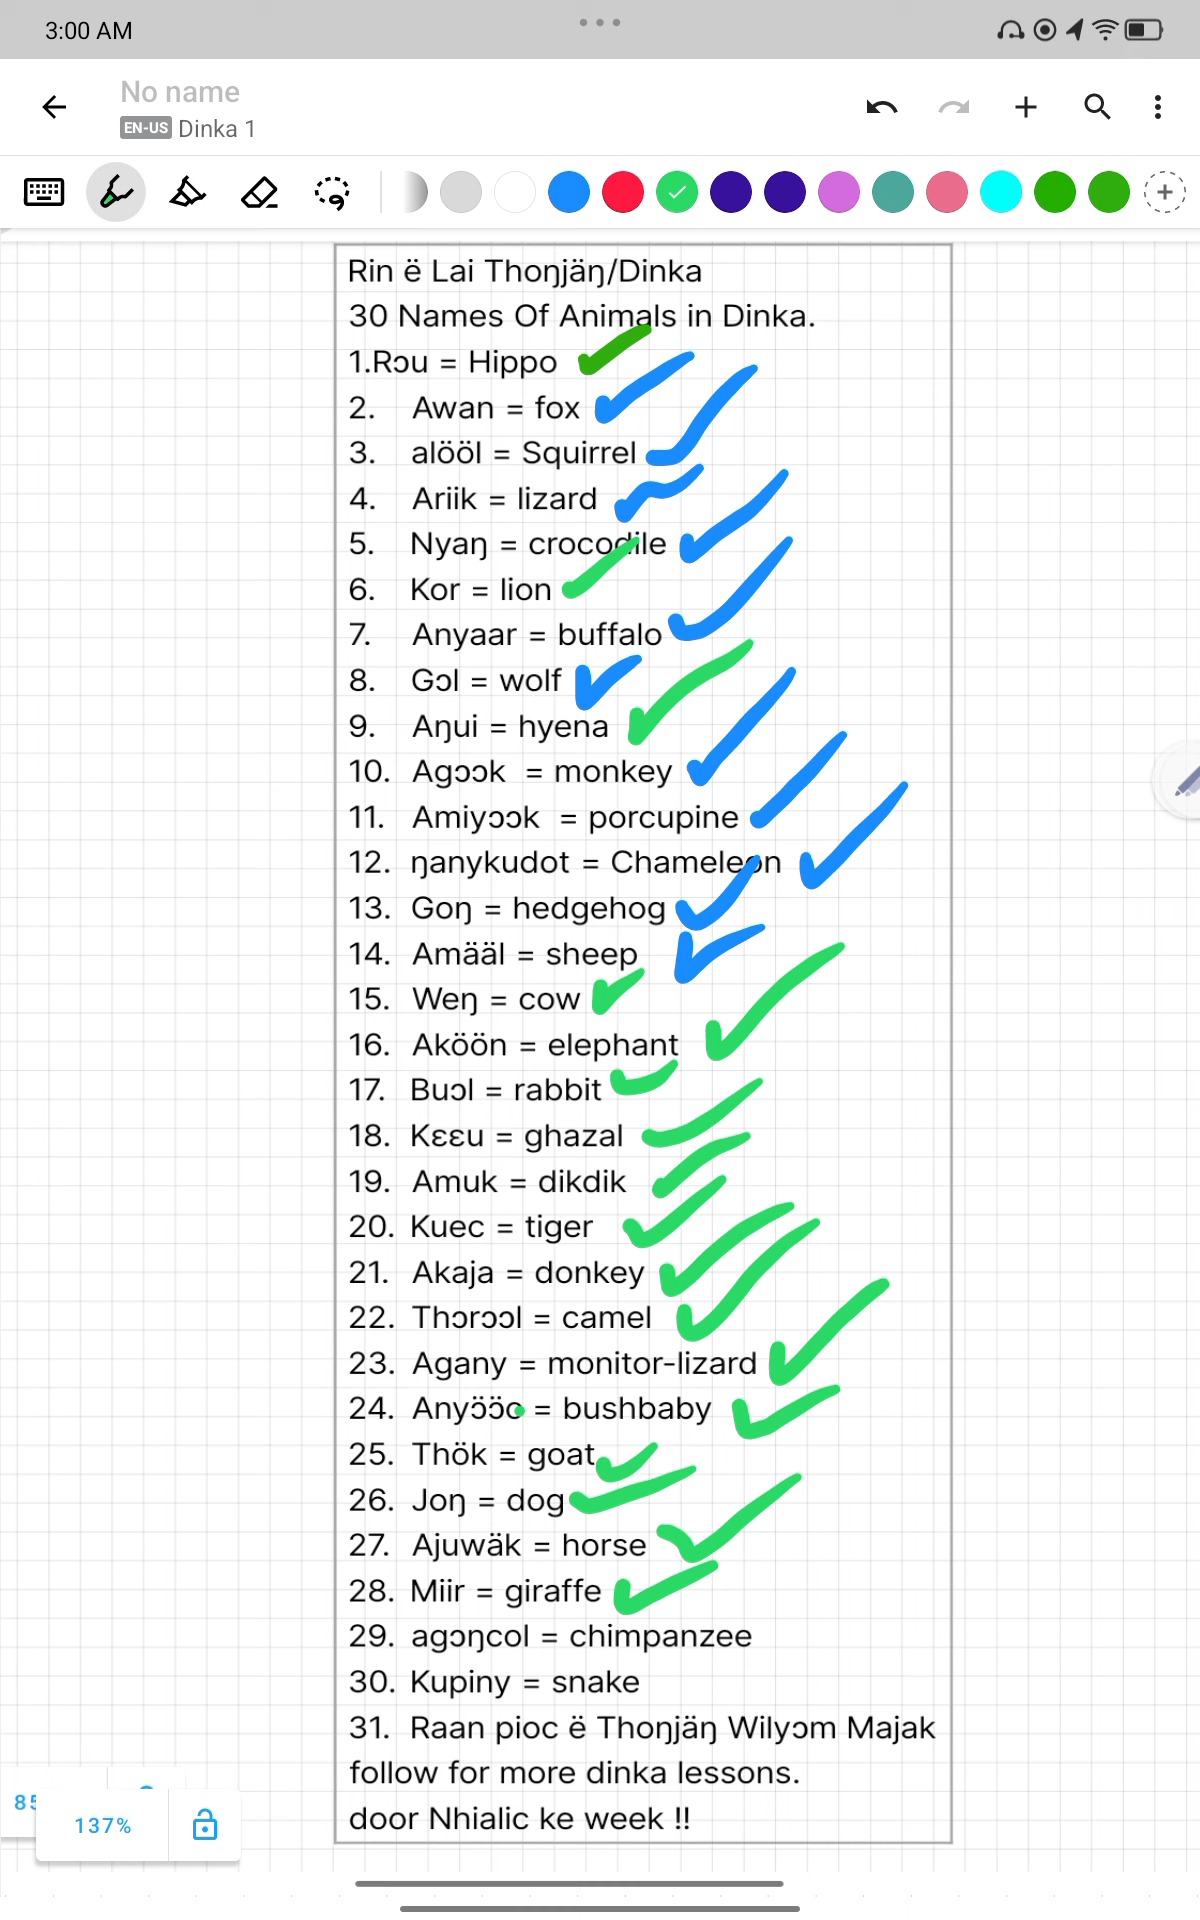 3:00 AM
No name
EN-US Dinka 1
Rin ë Lai Thoŋjäŋ/Dinka
30 Names Of Animals in Dinka.
1.Rɔu = Hippo
2. Awan = fox
3. alööl = Squirrel
4. Ariik = lizard
5. Nyaŋ = crocodile
6. Kor = lion
7. Anyaar = buffalo
8. Gɔl = wolf
9. Aŋui = hyena
10. Agɔɔk = monkey
11. Amiyɔɔk = porcupine
12. ŋanykudot = Chameleon
13. Goŋ = hedgehog
14. Amääl = sheep
15. Weŋ = cow
16. Aköön = elephant
17. Buɔl = rabbit
18. Kɛɛu = ghazal
19. Amuk = dikdik
20. Kuec = tiger
21. Akaja = donkey
22. Thɔrɔɔl = camel
23. Agany = monitor-lizard
24. = bushbaby
25. Thök = goat
26. Joŋ = dog
27. Ajuwäk = horse
28. Miir = giraffe
29. agɔŋcol = chimpanzee
30. Kupiny = snake
31. Raan pioc ë Thoŋjäŋ Wilyɔm Majak
follow for more dinka lessons.
door Nhialic ke week !!
137%